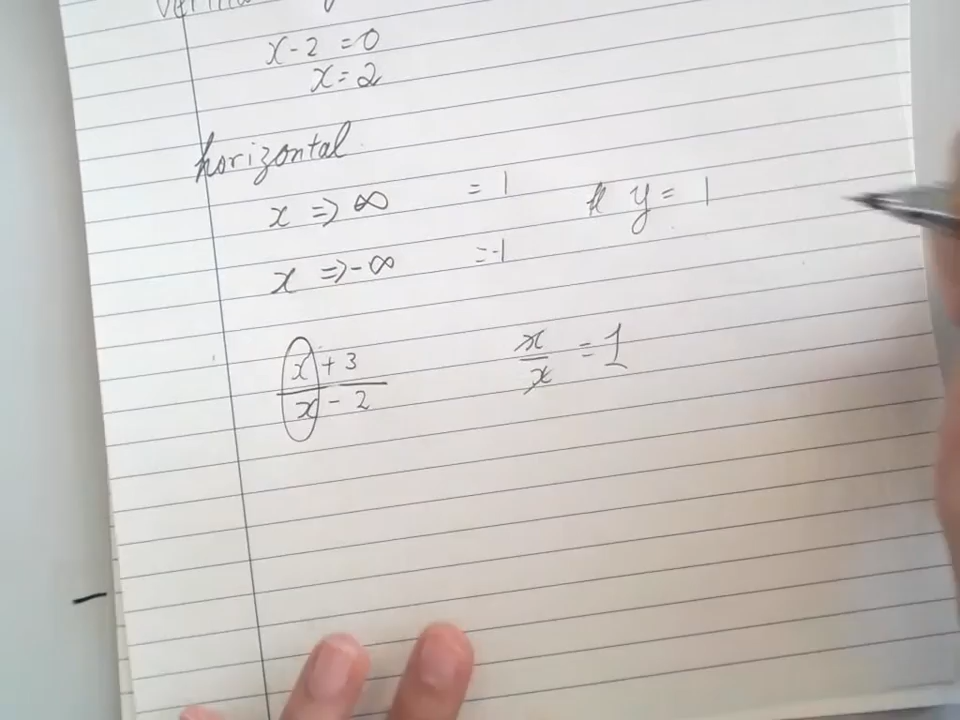 x - 2 = 0
x = 2
horizontal
x => ∞ = 1 y = 1
x => -∞ = -1
x + 3 / x - 2 x / x = 1